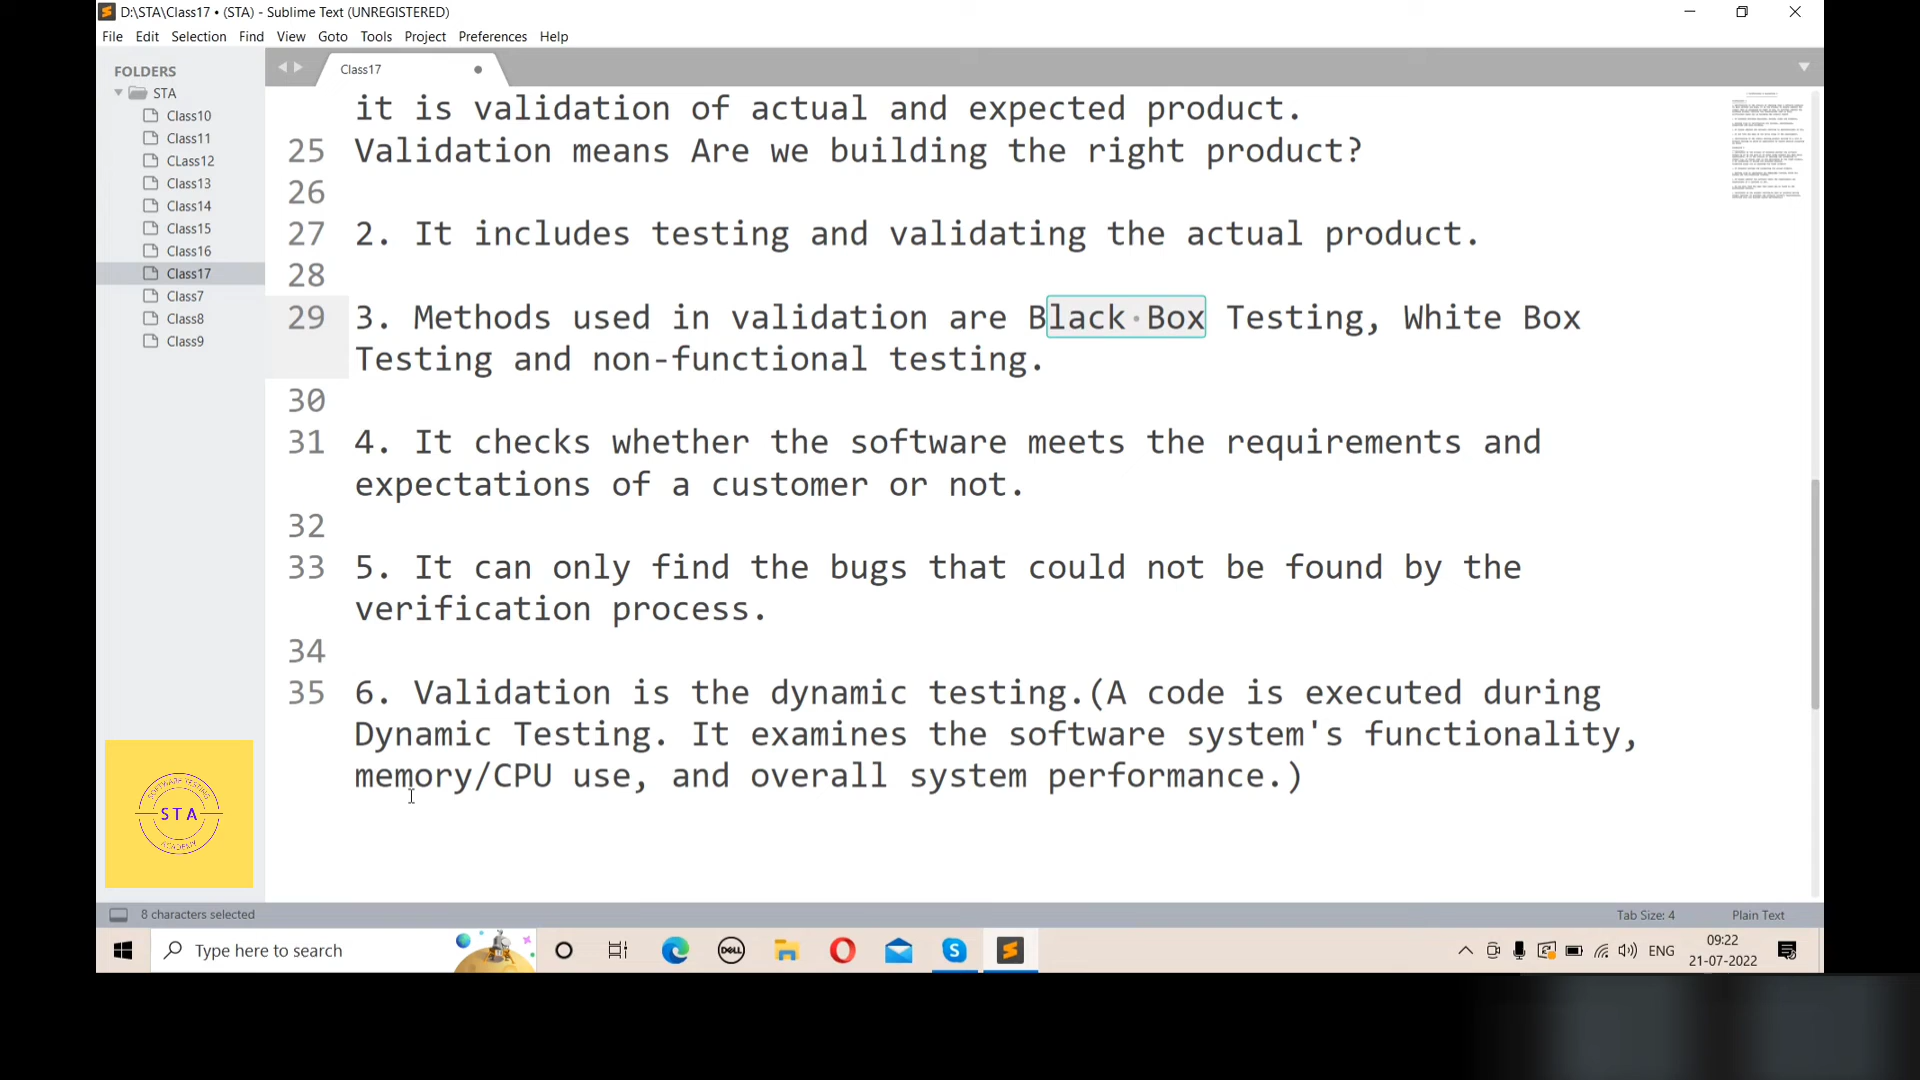 D:\STA\Class17 • (STA) - Sublime Text (UNREGISTERED)
File Edit Selection Find View Goto Tools Project Preferences Help
FOLDERS
STA
Class10
Class11
CLass12
Class13
Class14
Class15
Class16
Class17
Class7
Class8
Class9
Class17
it is validation of actual and expected product.
25 Validation means Are we building the right product?
26
27 2. It includes testing and validating the actual product.
28
29 3. Methods used in validation are Black·Box Testing, White Box
Testing and non-functional testing.
30
31 4. It checks whether the software meets the requirements and
expectations of a customer or not.
32
33 5. It can only find the bugs that could not be found by the
verification process.
34
35 6. Validation is the dynamic testing.(A code is executed during
Dynamic Testing. It examines the software system's functionality,
memory/CPU use, and overall system performance.)
SOFTWARE TESTING
STA
ACADEMY
8 characters selected
Tab Size: 4 Plain Text
Type here to search
DELL
ENG
09:22
21-07-2022